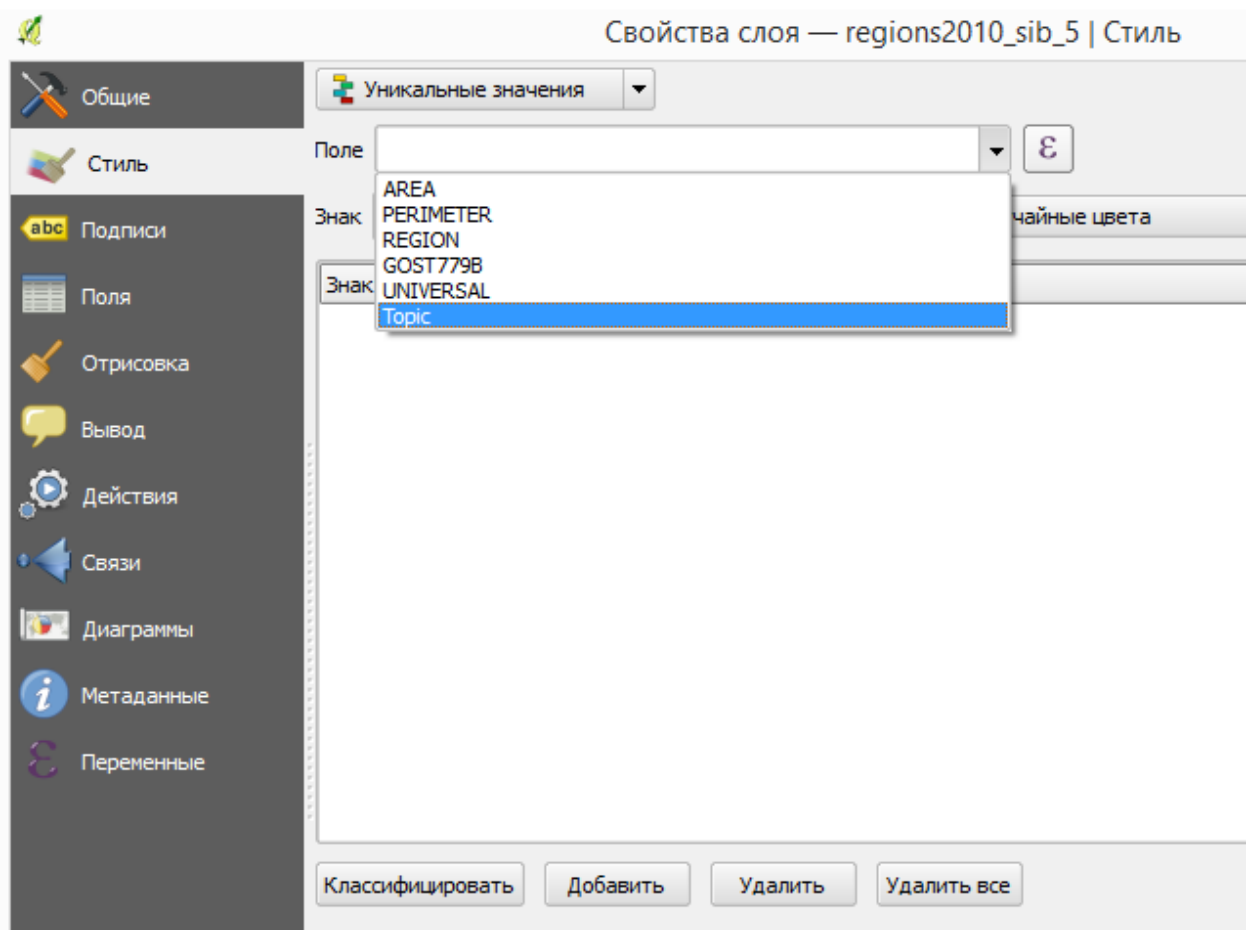 Свойства слоя — regions2010_sib_5 | Стиль
Общие
Стиль
Подписи
Поля
Отрисовка
Вывод
Действия
Связи
Диаграммы
Метаданные
Переменные
abc
Уникальные значения
Поле
ε
AREA
PERIMETER
REGION
GOST779B
UNIVERSAL
Topic
Знак
чайные цвета
Знак
Классифицировать
Добавить
Удалить
Удалить все